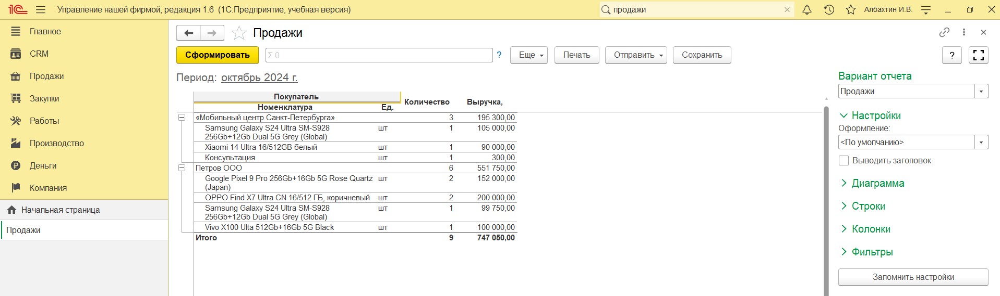 1С Управление нашей фирмой, редакция 1.6 (1С:Предприятие, учебная версия) продажи Албахтин И.В.
Главное
CRM
Продажи
Закупки
Работы
Производство
Деньги
Компания
Начальная страница
Продажи
Продажи
Сформировать Σ 0 ? Еще Печать Отправить Сохранить ?
Период: октябрь 2024 г.
Покупатель Количество Выручка,
Номенклатура Ед.
«Мобильный центр Санкт-Петербурга» 3 195 300,00
Samsung Galaxy S24 Ultra SM-S928 шт 1 105 000,00
256Gb+12Gb Dual 5G Grey (Global)
Xiaomi 14 Ultra 16/512GB белый шт 1 90 000,00
Консультация шт 1 300,00
Петров ООО 6 551 750,00
Google Pixel 9 Pro 256Gb+16Gb 5G Rose Quartz шт 2 152 000,00
(Japan)
OPPO Find X7 Ultra CN 16/512 ГБ, коричневый шт 2 200 000,00
Samsung Galaxy S24 Ultra SM-S928 шт 1 99 750,00
256Gb+12Gb Dual 5G Grey (Global)
Vivo X100 Ulta 512Gb+16Gb 5G Black шт 1 100 000,00
Итого 9 747 050,00
Вариант отчета
Продажи
Настройки
Оформление:
<По умолчанию>
Выводить заголовок
Диаграмма
Строки
Колонки
Фильтры
Запомнить настройки